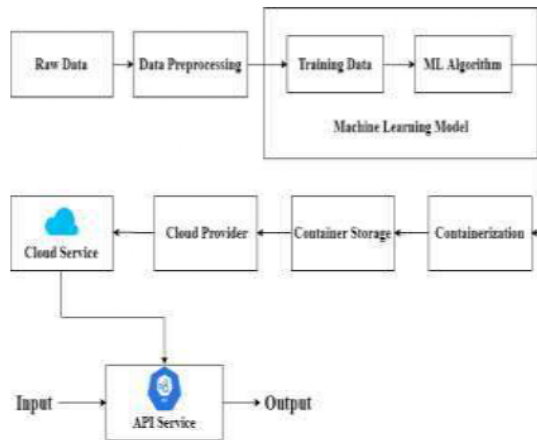 Raw Data
Data Preprocessing
Training Data
ML Algorithm
Machine Learning Model
Cloud Service
Cloud Provider
Container Storage
Containerization
Input
API Service
Output